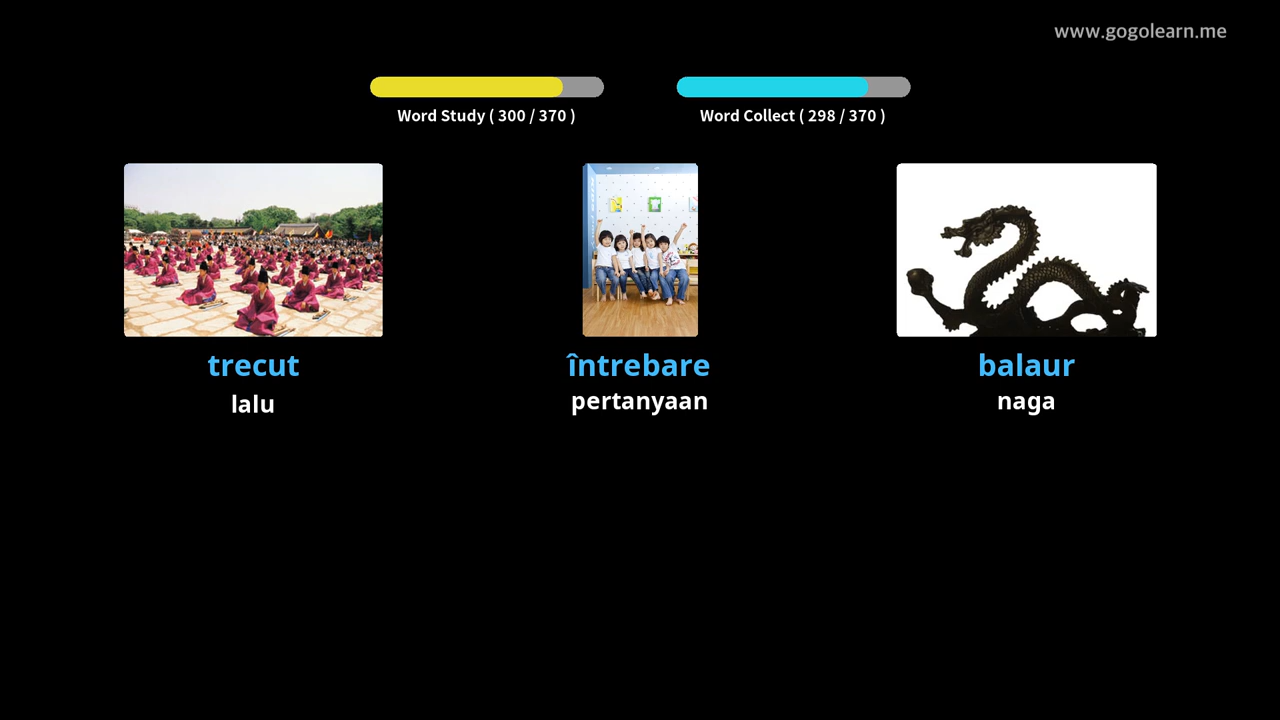 www.gogolearn.me
Word Study ( 300 / 370 )
Word Collect ( 298 / 370 )
trecut
lalu
întrebare
pertanyaan
balaur
naga